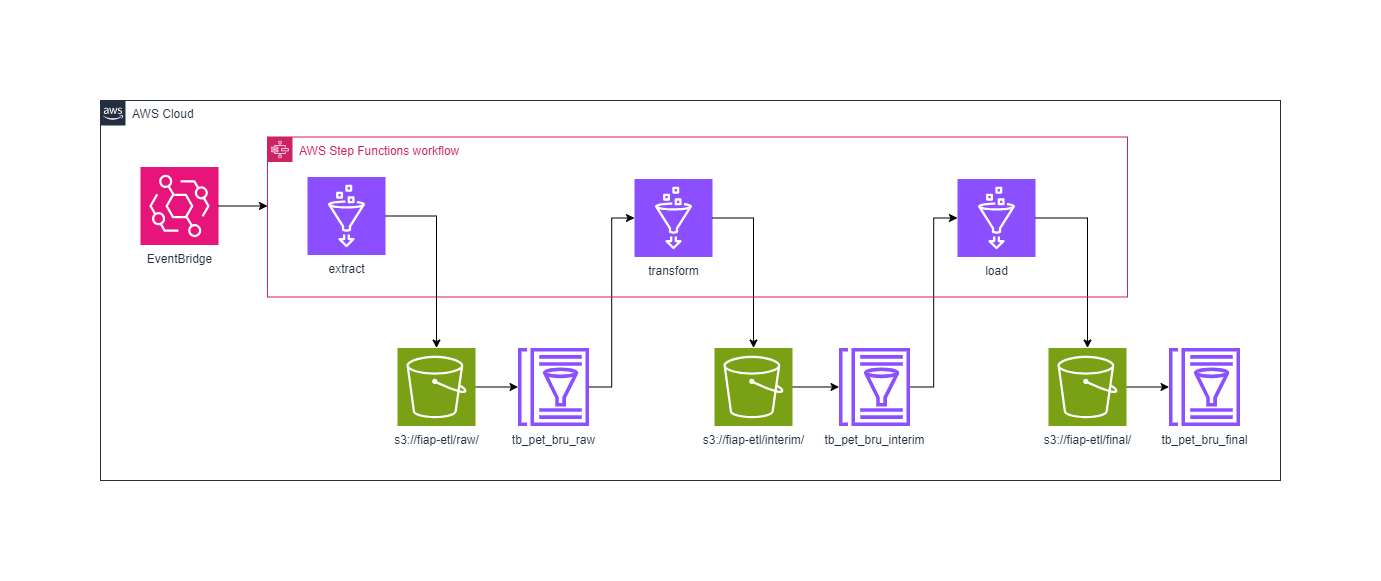 aws
AWS Cloud
AWS Step Functions workflow
EventBridge
extract
transform
load
s3://fiap-etl/raw/
tb_pet_bru_raw
s3://fiap-etl/interim/
tb_pet_bru_interim
s3://fiap-etl/final/
tb_pet_bru_final